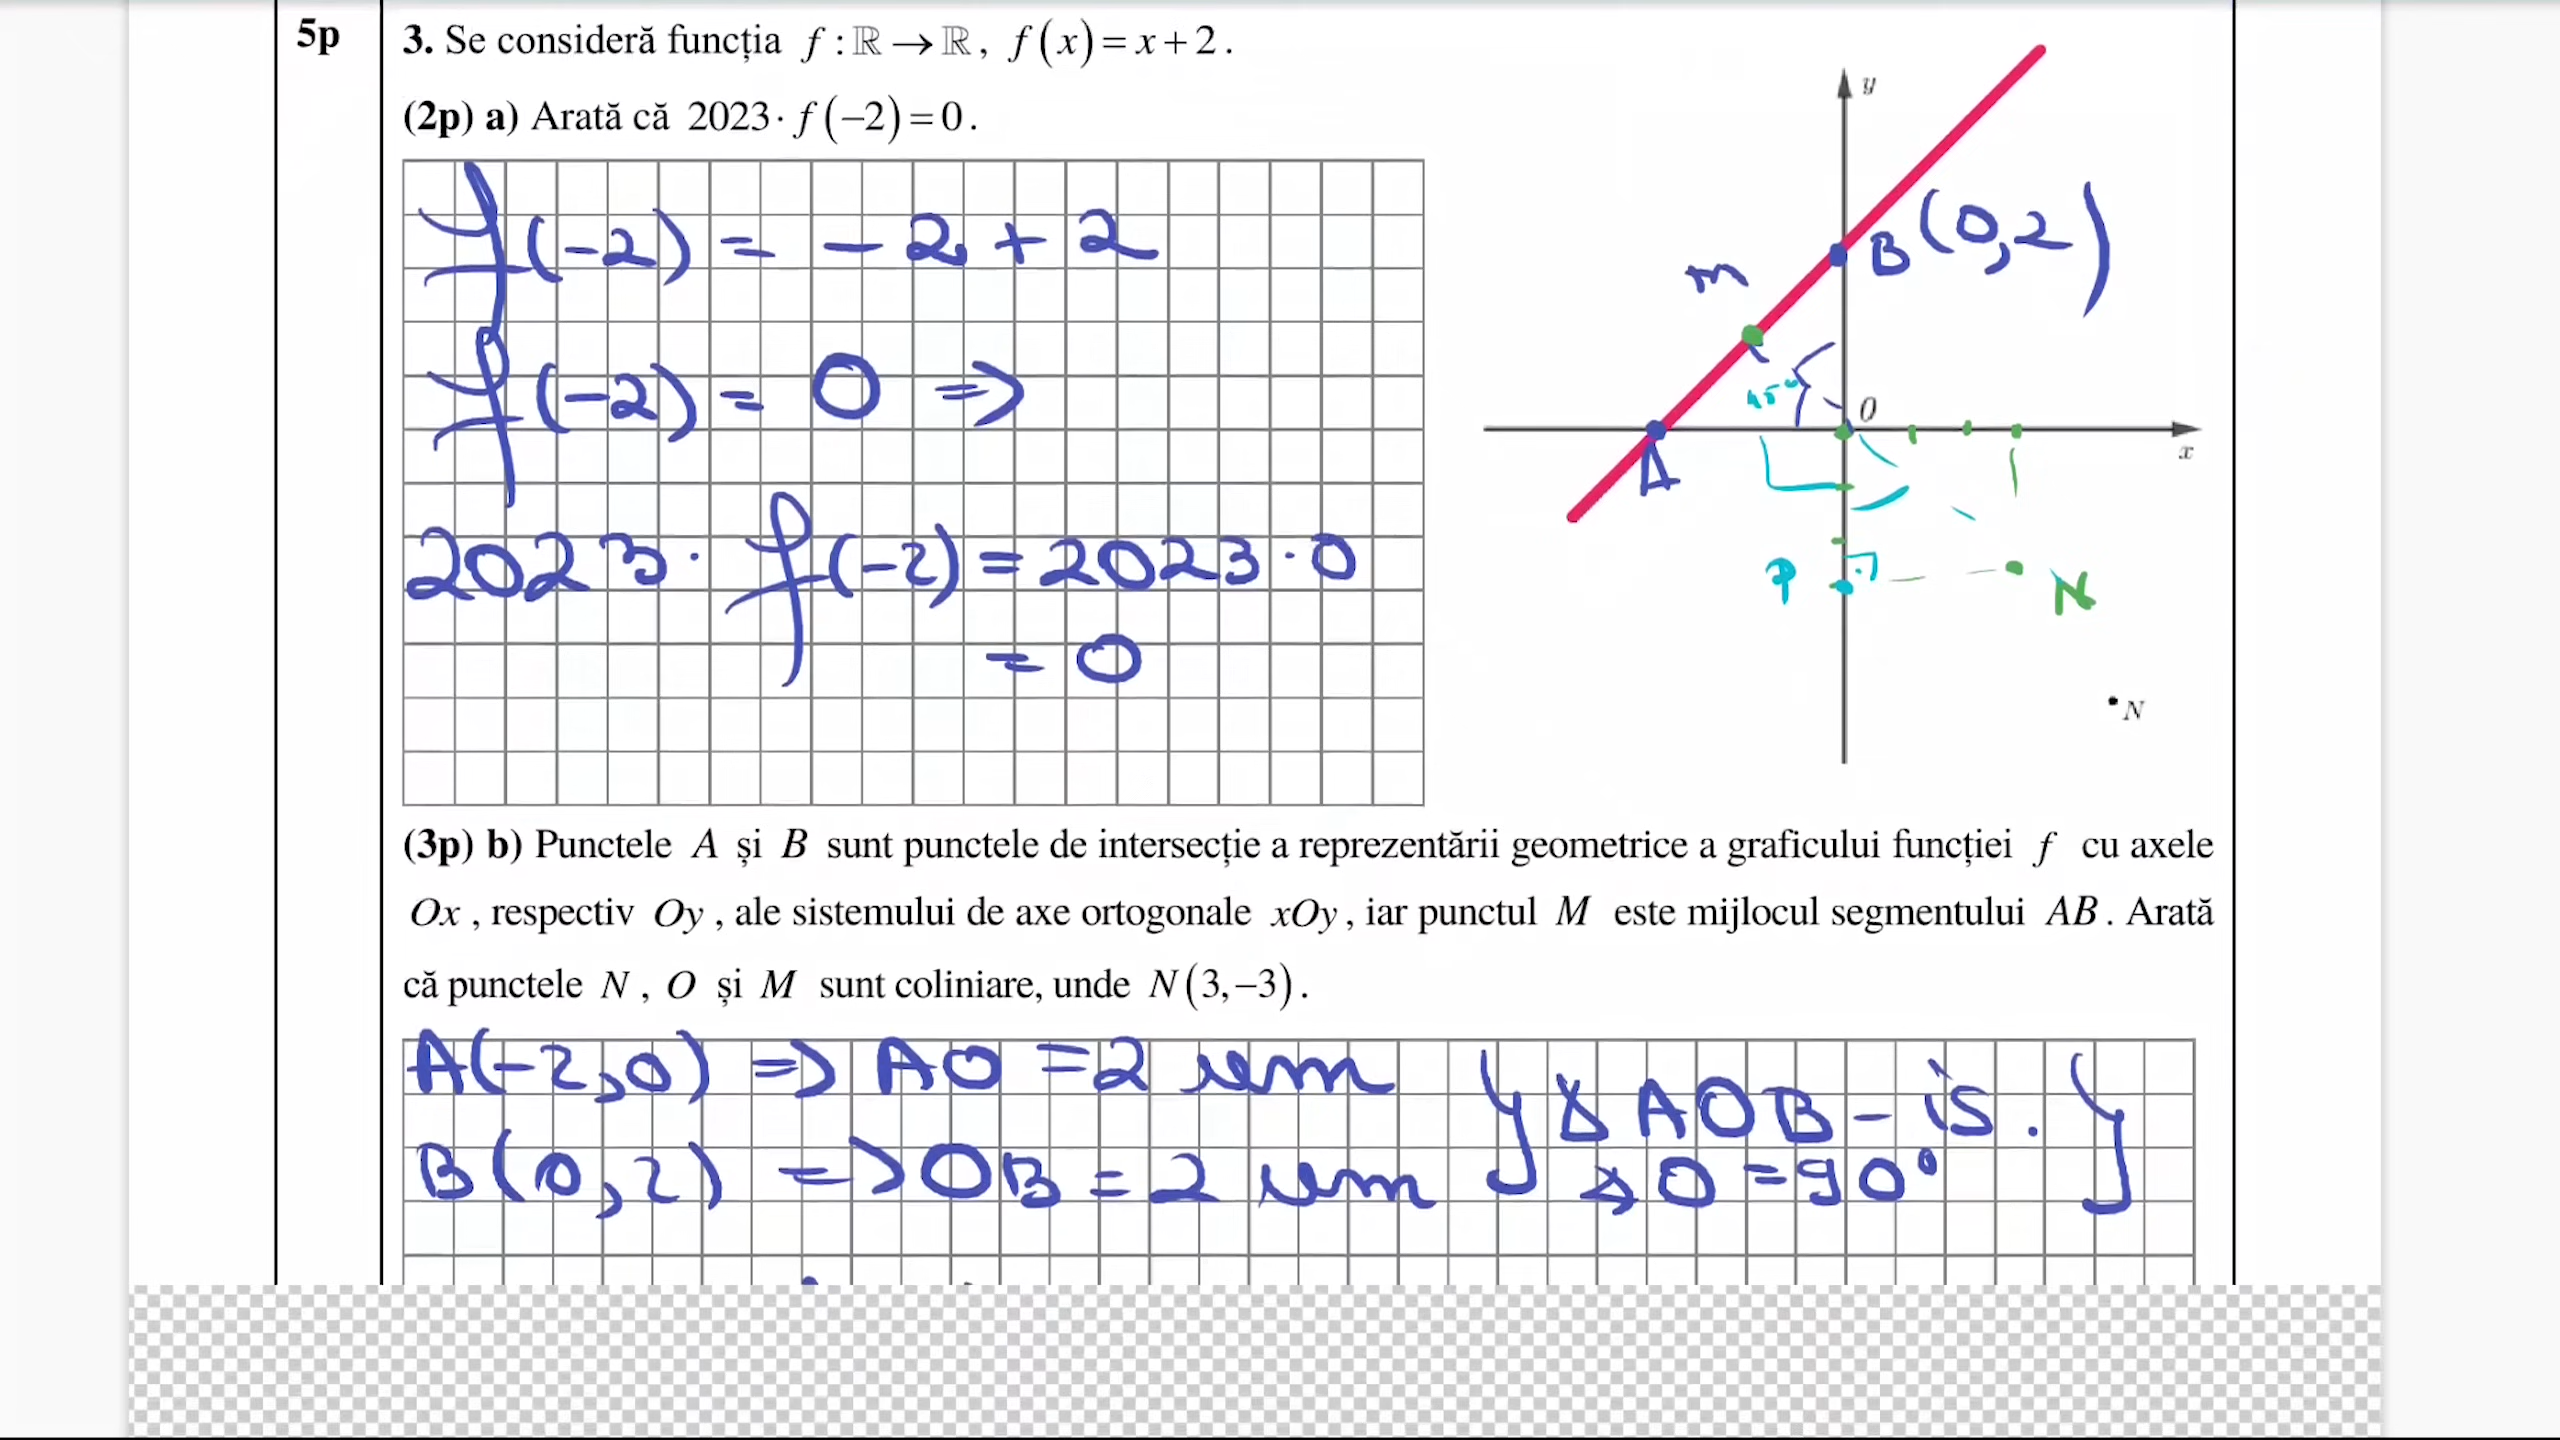 5p
3. Se consideră funcția f : ℝ → ℝ, f(x) = x + 2.
(2p) a) Arată că 2023 · f(−2) = 0.
f(-2) = - 2 + 2
f(-2) = 0 =>
2023 · f(-2) = 2023 · 0
= 0
y
B(0,2)
m
45°
O
x
A
P
N
N
(3p) b) Punctele A și B sunt punctele de intersecție a reprezentării geometrice a graficului funcției f cu axele
Ox, respectiv Oy, ale sistemului de axe ortogonale xOy, iar punctul M este mijlocul segmentului AB. Arată
că punctele N, O și M sunt coliniare, unde N(3,−3).
A(-2,0) => AO = 2 um } Δ AOB - is. }
B(0,2) => OB = 2 um ∢O = 90°